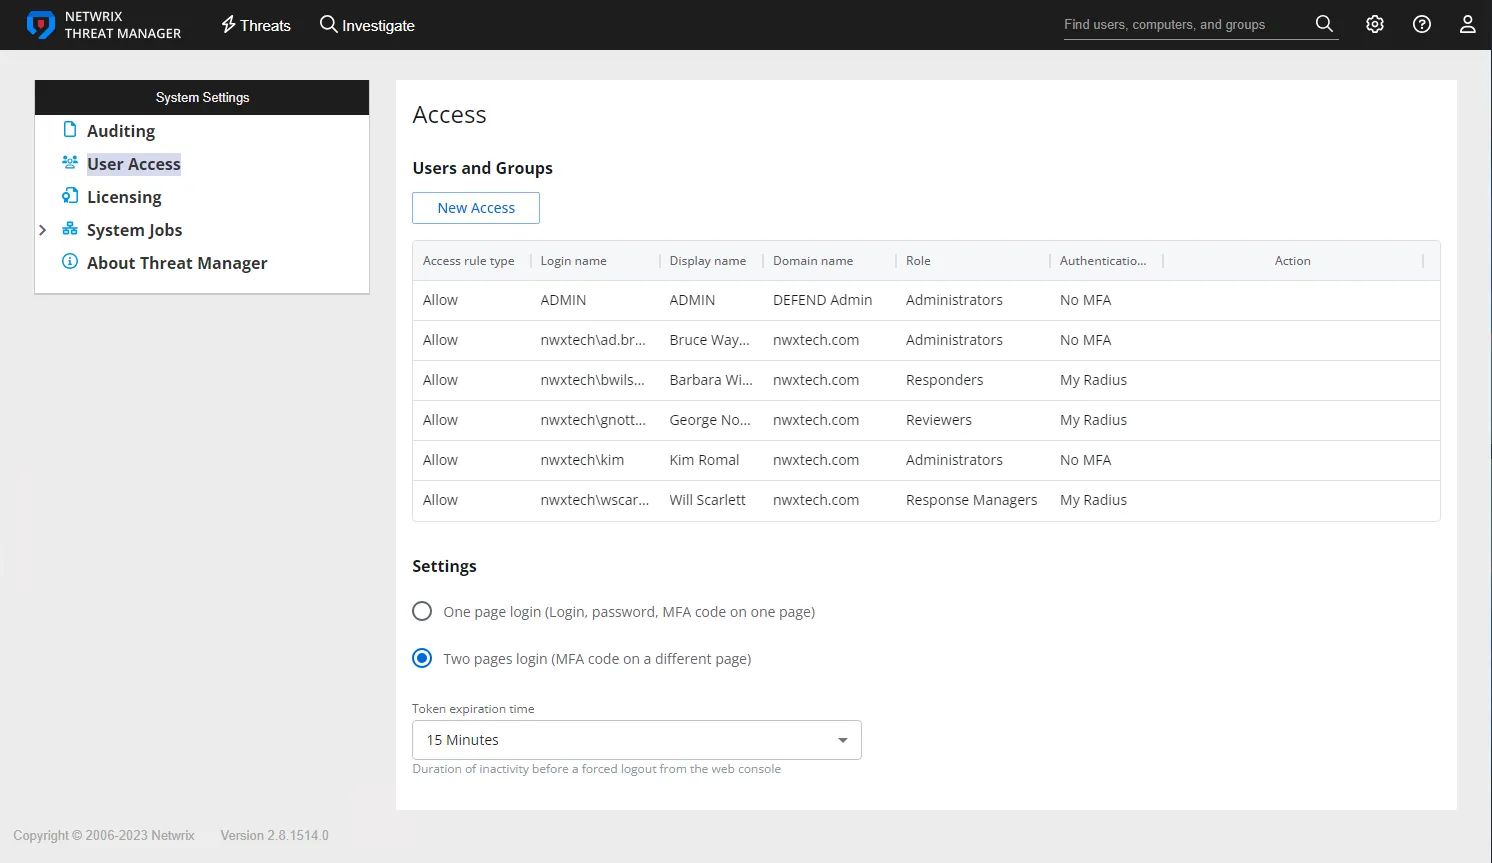 NETWRIX
THREAT MANAGER
Threats
Investigate
Find users, computers, and groups
System Settings
Auditing
User Access
Licensing
System Jobs
About Threat Manager
Access
Users and Groups
New Access
Access rule type Login name Display name Domain name Role Authenticatio... Action
Allow ADMIN ADMIN DEFEND Admin Administrators No MFA
Allow nwxtech\ad.br... Bruce Way... nwxtech.com Administrators No MFA
Allow nwxtech\bwils... Barbara Wi... nwxtech.com Responders My Radius
Allow nwxtech\gnott... George No... nwxtech.com Reviewers My Radius
Allow nwxtech\kim Kim Romal nwxtech.com Administrators No MFA
Allow nwxtech\wscar... Will Scarlett nwxtech.com Response Managers My Radius
Settings
One page login (Login, password, MFA code on one page)
Two pages login (MFA code on a different page)
Token expiration time
15 Minutes
Duration of inactivity before a forced logout from the web console
Copyright © 2006-2023 Netwrix Version 2.8.1514.0